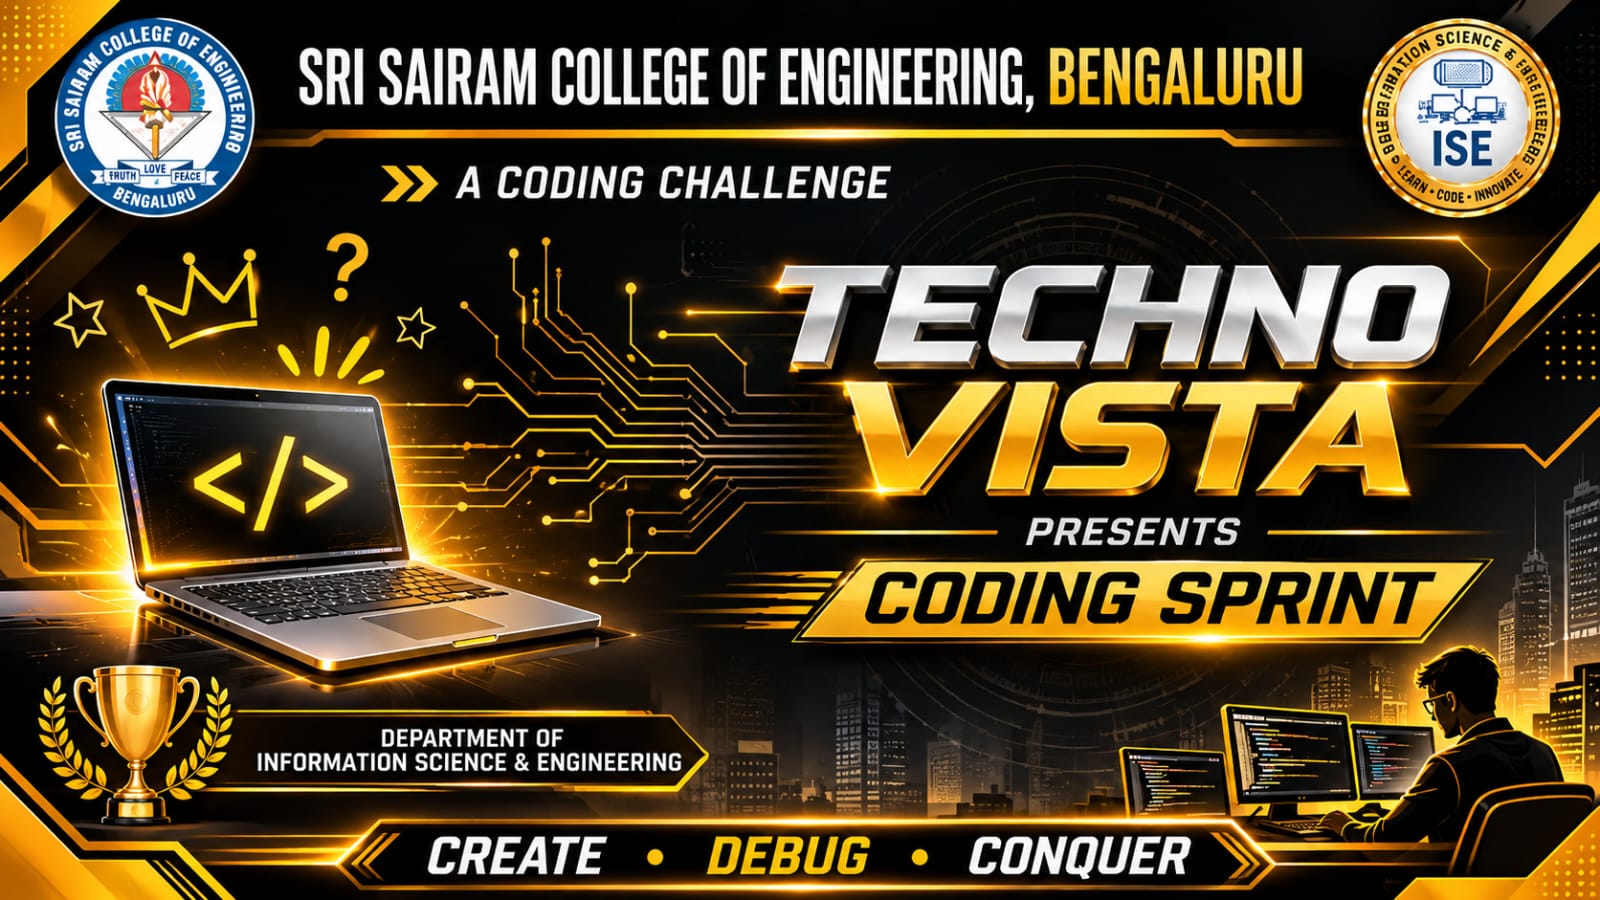 SRI SAIRAM COLLEGE OF ENGINEERING, BENGALURU
SRI SAIRAM COLLEGE OF ENGINEERING
TRUTH LOVE & PEACE
BENGALURU
SCIENCE &
ISE
LEARN • CODE • INNOVATE
A CODING CHALLENGE
TECHNO
VISTA
PRESENTS
CODING SPRINT
</>
?
DEPARTMENT OF
INFORMATION SCIENCE & ENGINEERING
CREATE • DEBUG • CONQUER